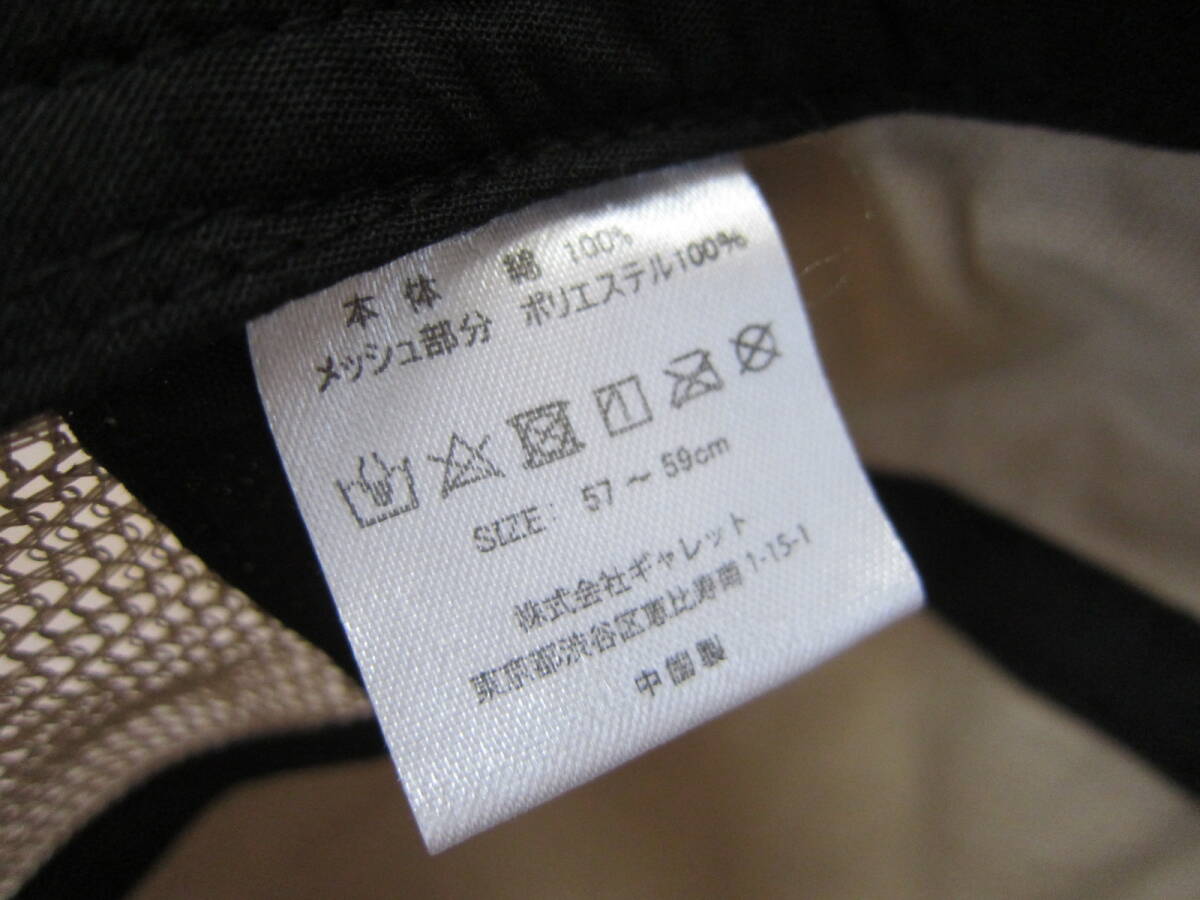 本体　綿 100%
メッシュ部分　ポリエステル100%
SIZE: 57～59cm
株式会社ギャレット
東京都渋谷区恵比寿南1-15-1
中国製